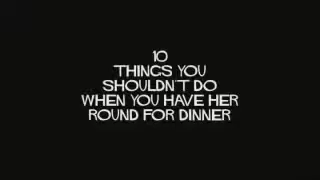 10
THINGS YOU
SHOULDN'T DO
WHEN YOU HAVE HER
ROUND FOR DINNER